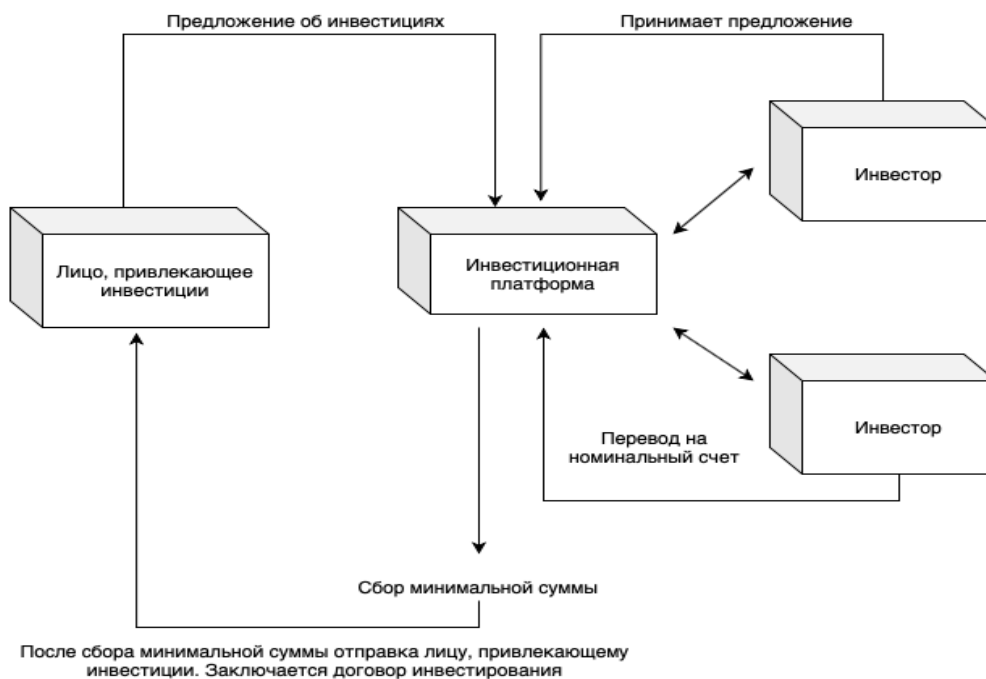 Предложение об инвестициях
Принимает предложение
Инвестор
Лицо, привлекающее
инвестиции
Инвестиционная
платформа
Инвестор
Перевод на
номинальный счет
Сбор минимальной суммы
После сбора минимальной суммы отправка лицу, привлекающему
инвестиции. Заключается договор инвестирования